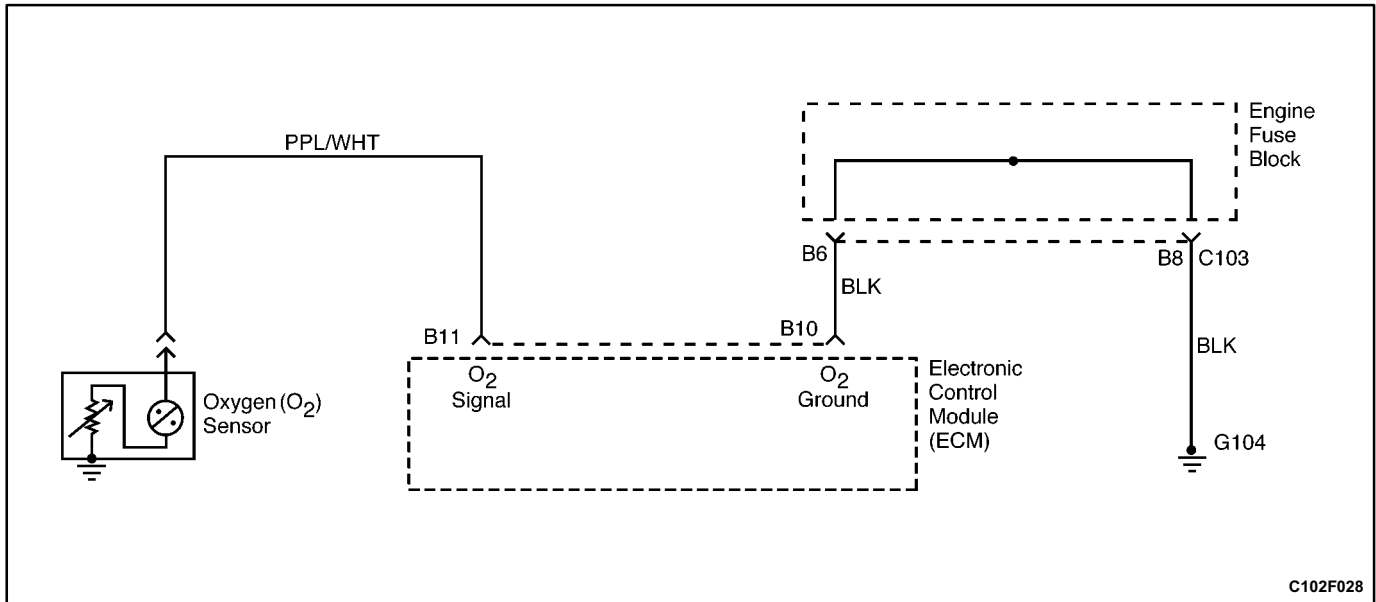 PPL/WHT
Engine
Fuse
Block
B6
B8 C103
BLK
B11
B10
BLK
O2
Signal
O2
Ground
Electronic
Control
Module
(ECM)
Oxygen (O2)
Sensor
G104
C102F028